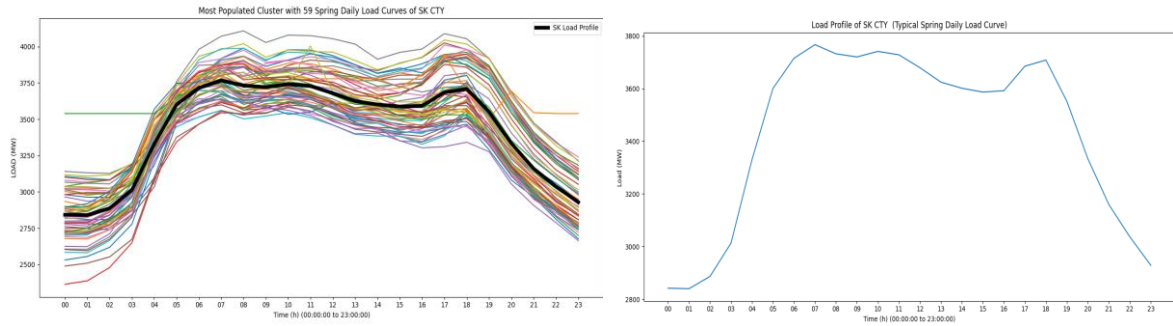 Most Populated Cluster with 59 Spring Daily Load Curves of SK CTY
SK Load Profile
LOAD (MW)
4000
3750
3500
3250
3000
2750
2500
00 01 02 03 04 05 06 07 08 09 10 11 12 13 14 15 16 17 18 19 20 21 22 23
Time (h) (00:00:00 to 23:00:00)
Load Profile of SK CTY (Typical Spring Daily Load Curve)
Load (MW)
3800
3600
3400
3200
3000
2800
00 01 02 03 04 05 06 07 08 09 10 11 12 13 14 15 16 17 18 19 20 21 22 23
Time (h) (00:00:00 to 23:00:00)